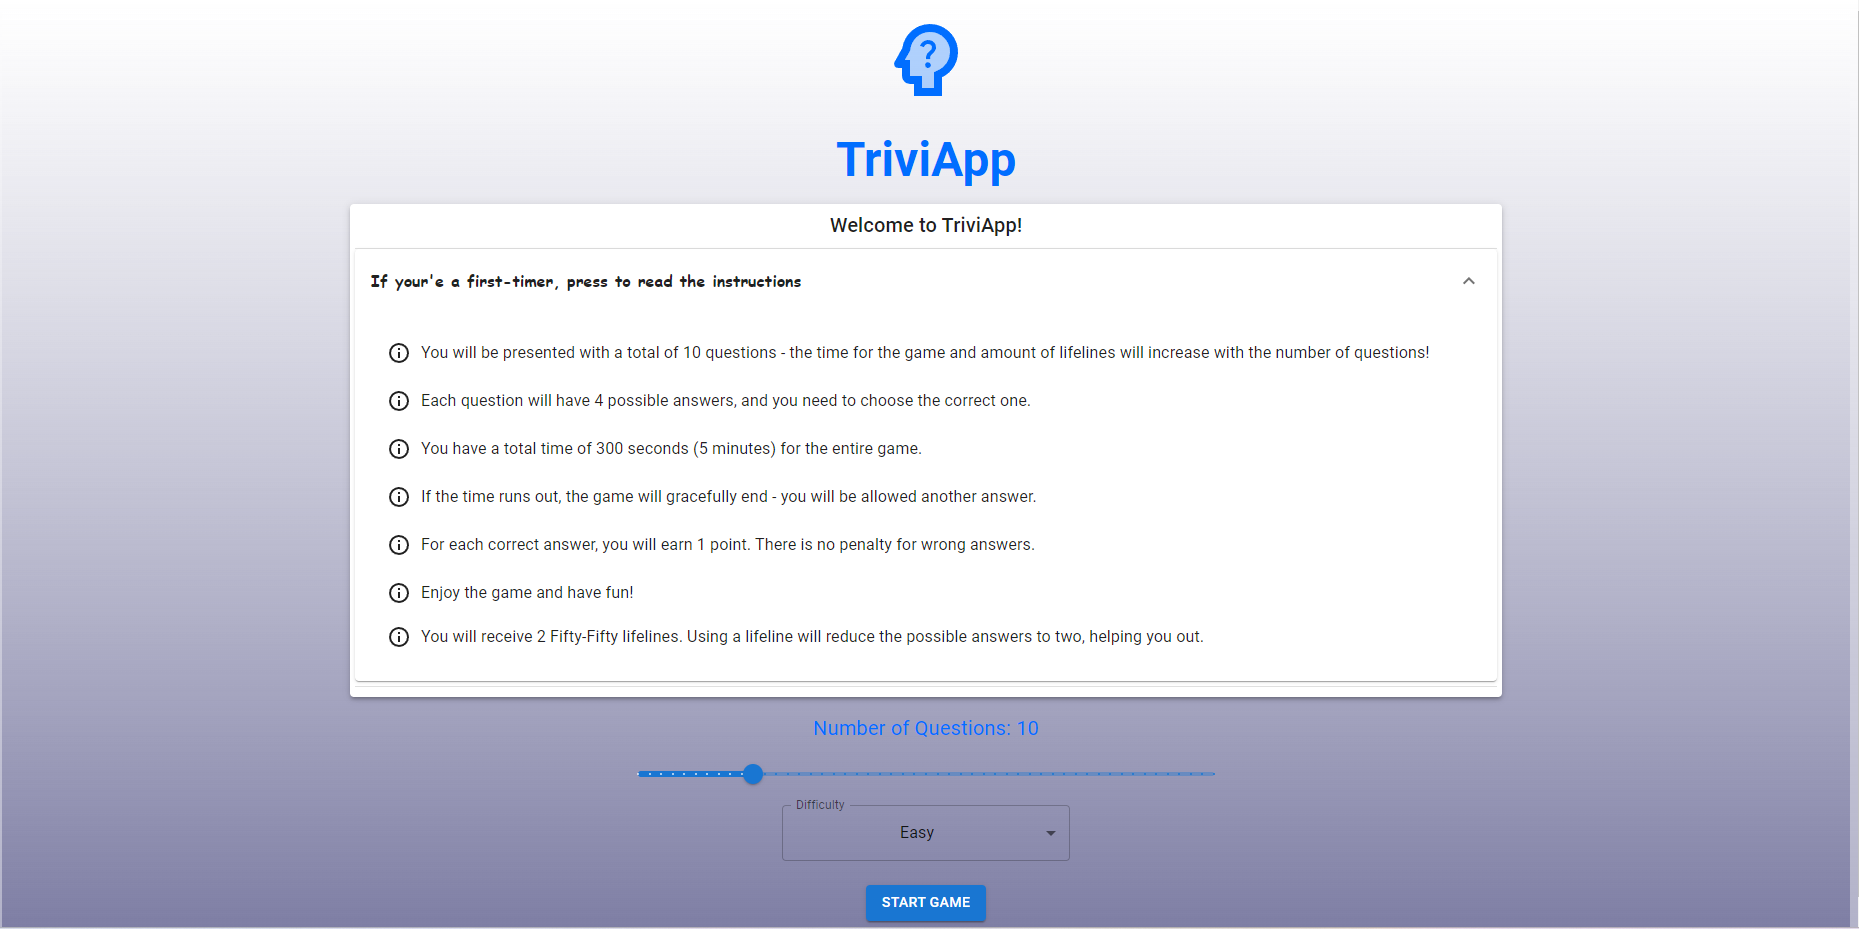 ?
TriviApp
Welcome to TriviApp!
If your'e a first-timer, press to read the instructions
You will be presented with a total of 10 questions - the time for the game and amount of lifelines will increase with the number of questions!
Each question will have 4 possible answers, and you need to choose the correct one.
You have a total time of 300 seconds (5 minutes) for the entire game.
If the time runs out, the game will gracefully end - you will be allowed another answer.
For each correct answer, you will earn 1 point. There is no penalty for wrong answers.
Enjoy the game and have fun!
You will receive 2 Fifty-Fifty lifelines. Using a lifeline will reduce the possible answers to two, helping you out.
Number of Questions: 10
Difficulty
Easy
START GAME